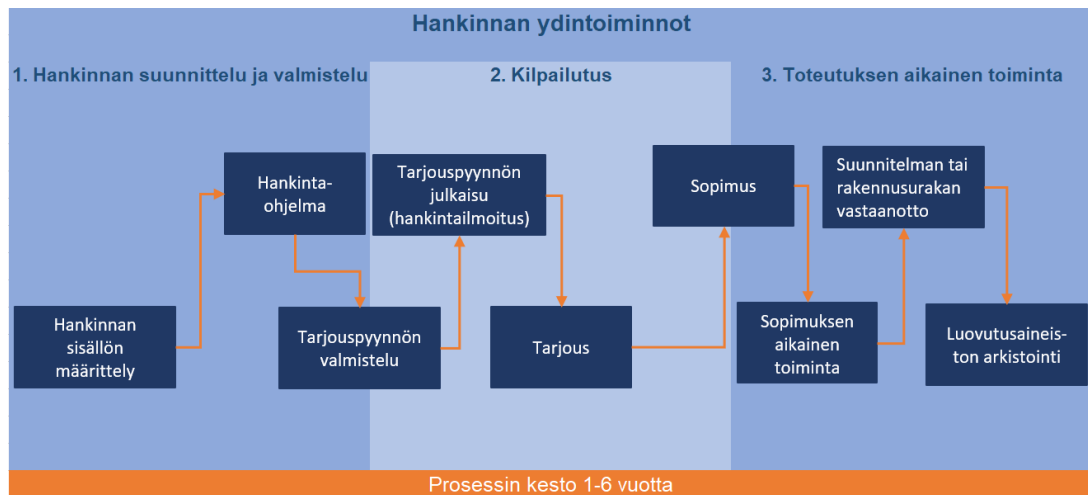 Hankinnan ydintoiminnot
1. Hankinnan suunnittelu ja valmistelu
2. Kilpailutus
3. Toteutuksen aikainen toiminta
Hankinnan
sisällön
määrittely
Hankinta-
ohjelma
Tarjouspyynnön
valmistelu
Tarjouspyynnön
julkaisu
(hankintailmoitus)
Tarjous
Sopimus
Sopimuksen
aikainen
toiminta
Suunnitelman tai
rakennusurakan
vastaanotto
Luovutusaineis-
ton arkistointi
Prosessin kesto 1-6 vuotta